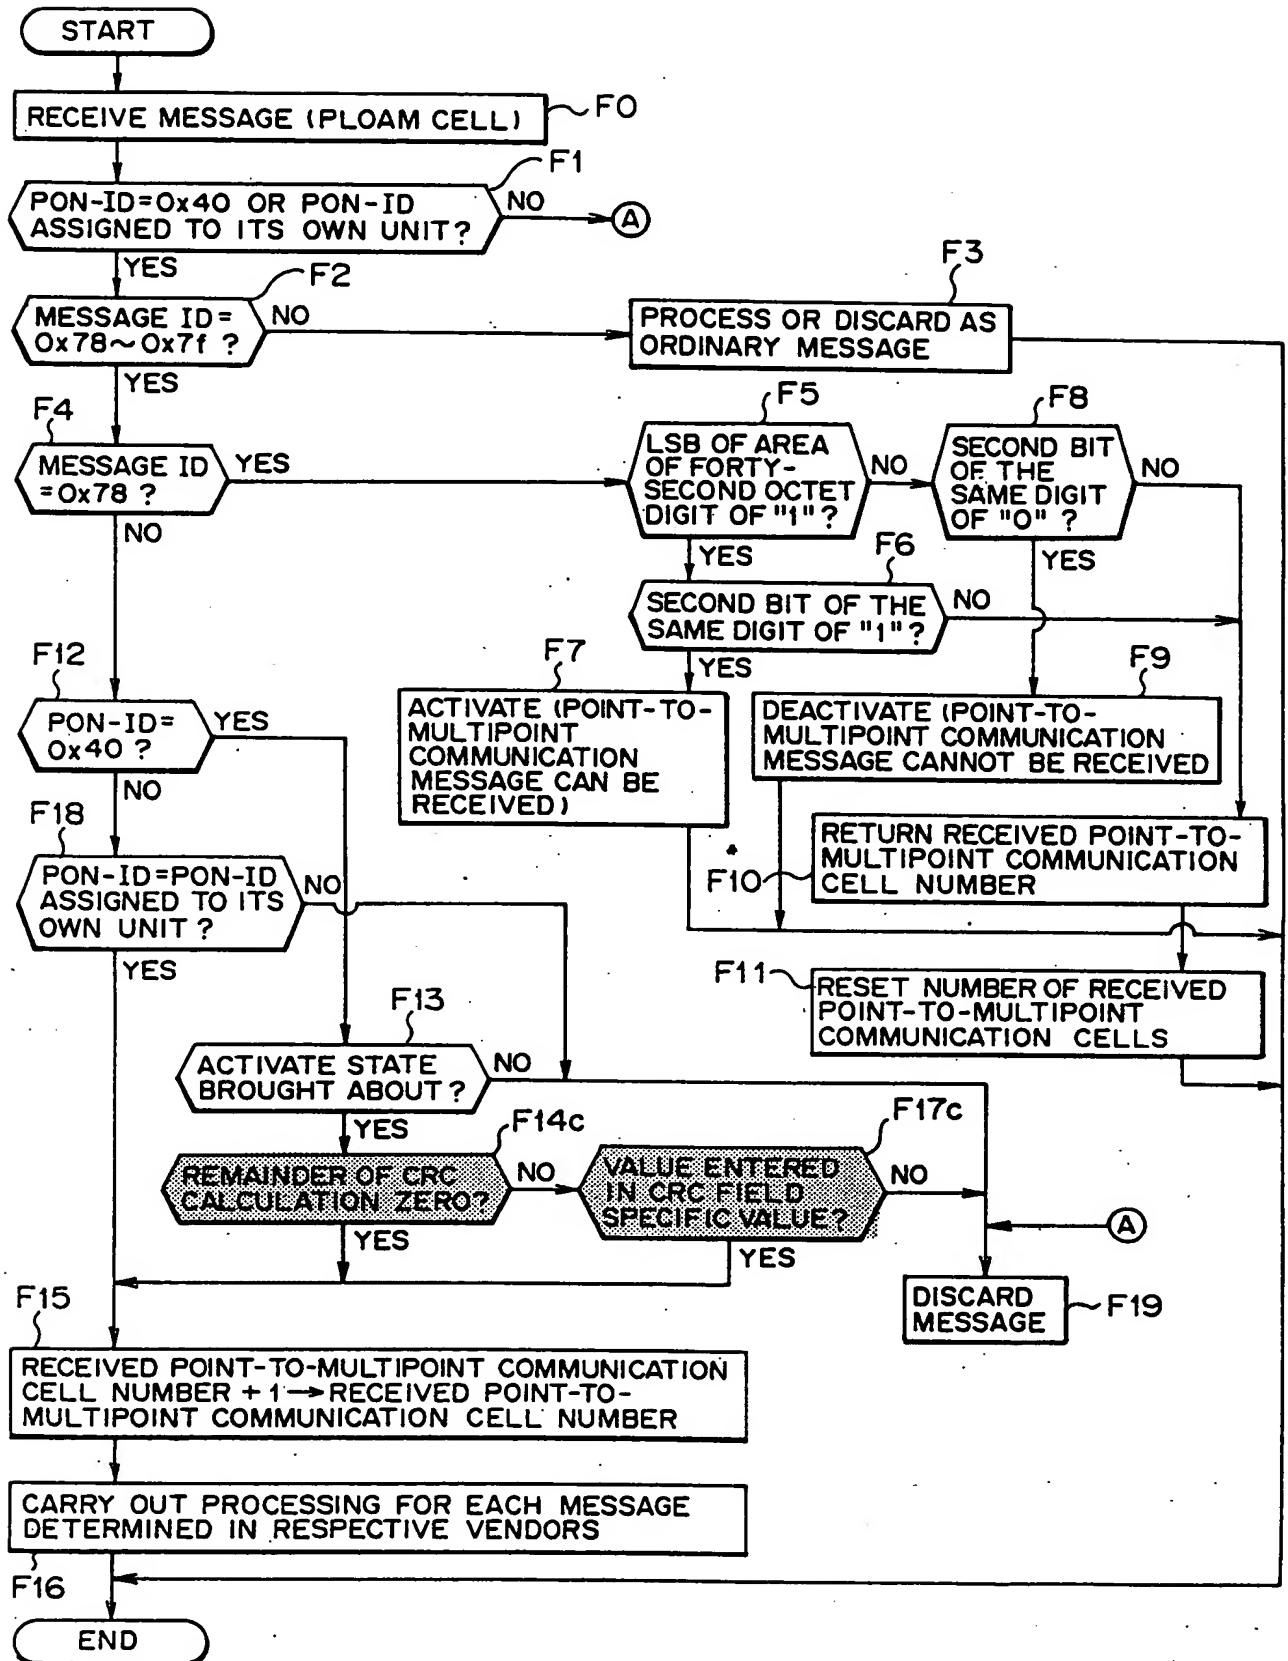 START
RECEIVE MESSAGE (PLOAM CELL)
F0
F1
PON-ID=0x40 OR PON-ID
ASSIGNED TO ITS OWN UNIT?
NO
A
YES
F2
F3
MESSAGE ID=
0x78~0x7f ?
NO
PROCESS OR DISCARD AS
ORDINARY MESSAGE
YES
F4
F5
F8
MESSAGE ID
=0x78 ?
YES
LSB OF AREA
OF FORTY-
SECOND OCTET
DIGIT OF "1" ?
NO
SECOND BIT
OF THE
SAME DIGIT
OF "0" ?
NO
NO
YES
F6
YES
SECOND BIT OF THE
SAME DIGIT OF "1" ?
NO
F12
F7
YES
F9
PON-ID=
0x40 ?
YES
ACTIVATE (POINT-TO-
MULTIPOINT
COMMUNICATION
MESSAGE CAN BE
RECEIVED)
DEACTIVATE (POINT-TO-
MULTIPOINT COMMUNICATION
MESSAGE CANNOT BE RECEIVED
NO
F18
PON-ID=PON-ID
ASSIGNED TO ITS
OWN UNIT ?
NO
RETURN RECEIVED POINT-TO-
MULTIPOINT COMMUNICATION
CELL NUMBER
F10
YES
F11
RESET NUMBER OF RECEIVED
POINT-TO-MULTIPOINT
COMMUNICATION CELLS
F13
ACTIVATE STATE
BROUGHT ABOUT ?
NO
YES
F14c
F17c
REMAINDER OF CRC
CALCULATION ZERO?
NO
VALUE ENTERED
IN CRC FIELD
SPECIFIC VALUE?
NO
A
YES
YES
F15
DISCARD
MESSAGE
F19
RECEIVED POINT-TO-MULTIPOINT COMMUNICATION
CELL NUMBER +1→RECEIVED POINT-TO-
MULTIPOINT COMMUNICATION CELL NUMBER
CARRY OUT PROCESSING FOR EACH MESSAGE
DETERMINED IN RESPECTIVE VENDORS
F16
END